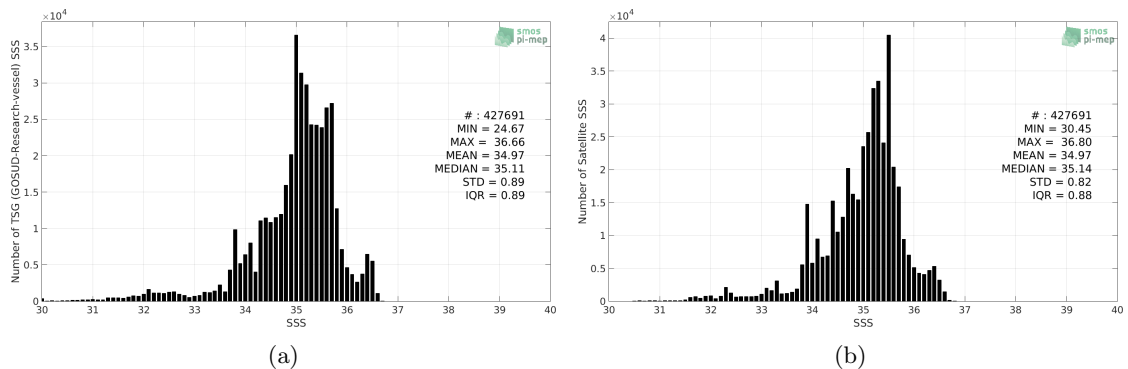 ×10⁴
Number of TSG (GOSUD-Research-vessel) SSS
3.5
3
2.5
2
1.5
1
0.5
0
30 31 32 33 34 35 36 37 38 39 40
SSS
smos
pi-mep
# : 427691
MIN = 24.67
MAX = 36.66
MEAN = 34.97
MEDIAN = 35.11
STD = 0.89
IQR = 0.89
(a)
×10⁴
Number of Satellite SSS
4
3.5
3
2.5
2
1.5
1
0.5
0
30 31 32 33 34 35 36 37 38 39 40
SSS
smos
pi-mep
# : 427691
MIN = 30.45
MAX = 36.80
MEAN = 34.97
MEDIAN = 35.14
STD = 0.82
IQR = 0.88
(b)